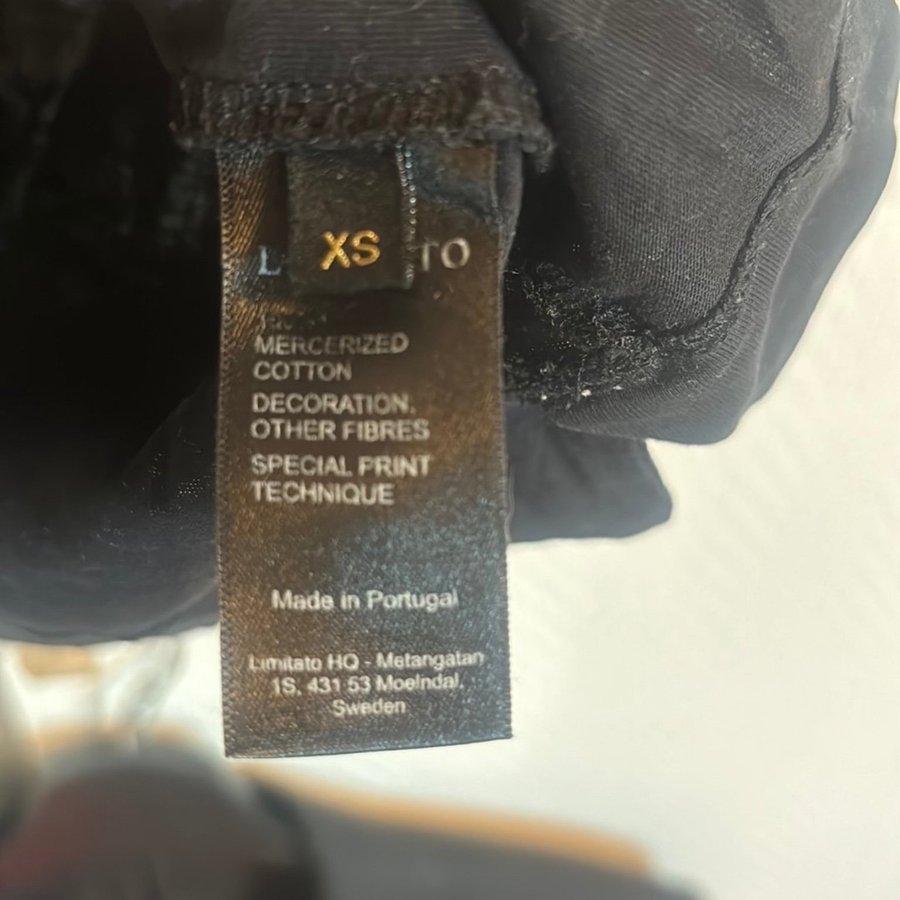 XS
L TO
MERCERIZED
COTTON
DECORATION.
OTHER FIBRES
SPECIAL PRINT
TECHNIQUE
Made in Portugal
Limitato HQ - Metangatan
1S, 431 53 Moelndal.
Sweden